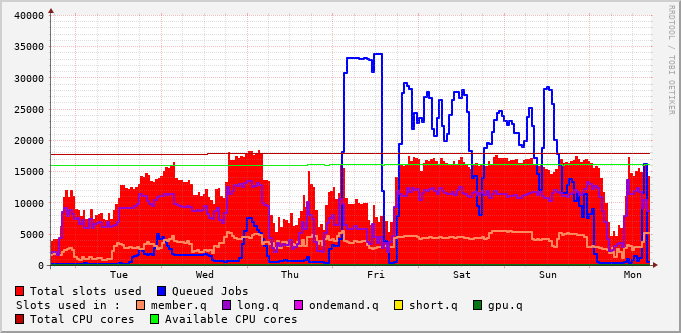 40000
35000
30000
25000
20000
15000
10000
5000
0
Tue Wed Thu Fri Sat Sun Mon
RRDTOOL / TOBI OETIKER
Total slots used Queued Jobs
Slots used in : member.q long.q ondemand.q short.q gpu.q
Total CPU cores Available CPU cores